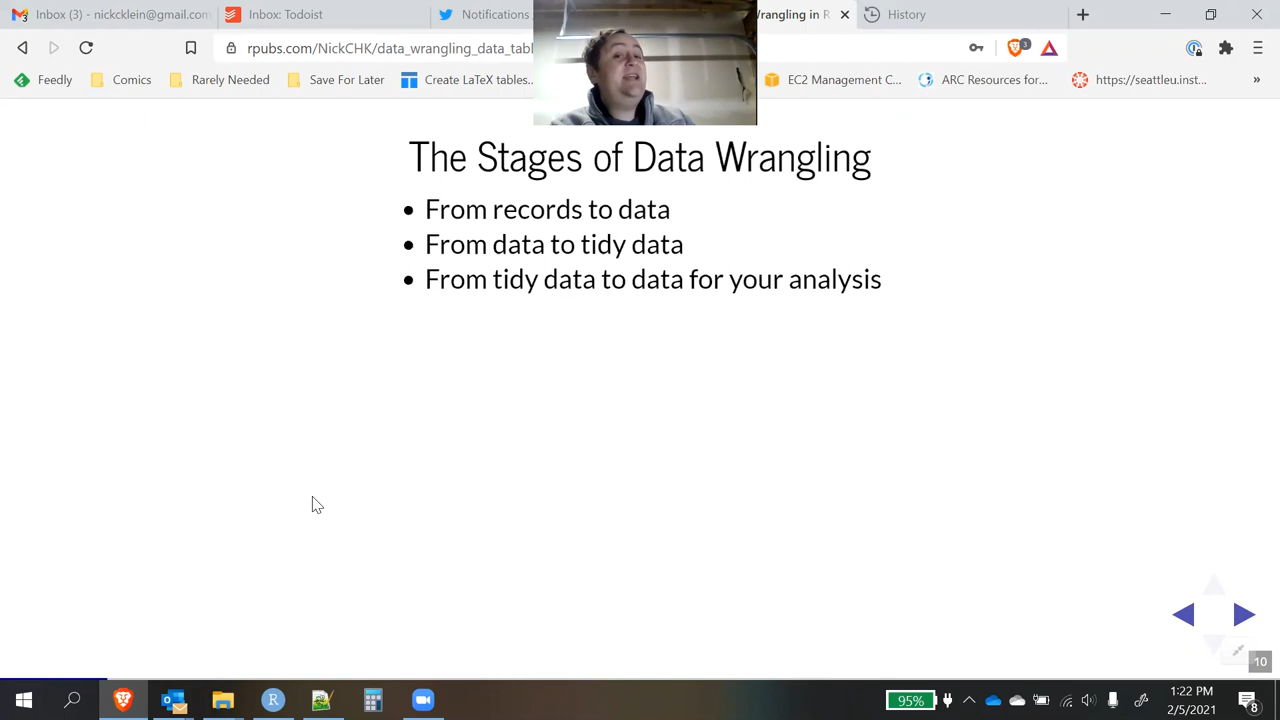 Inbox (3) - nickcklein@gmail.com
Inbox: Todoist
Notifications
Wrangling in R
History
rpubs.com/NickCHK/data_wrangling_data_tabl
3
Feedly
Comics
Rarely Needed
Save For Later
Create LaTeX tables...
EC2 Management C...
ARC Resources for...
https://seattleu.inst...
»
The Stages of Data Wrangling
• From records to data
• From data to tidy data
• From tidy data to data for your analysis
10
95%
1:22 PM
2/5/2021
8